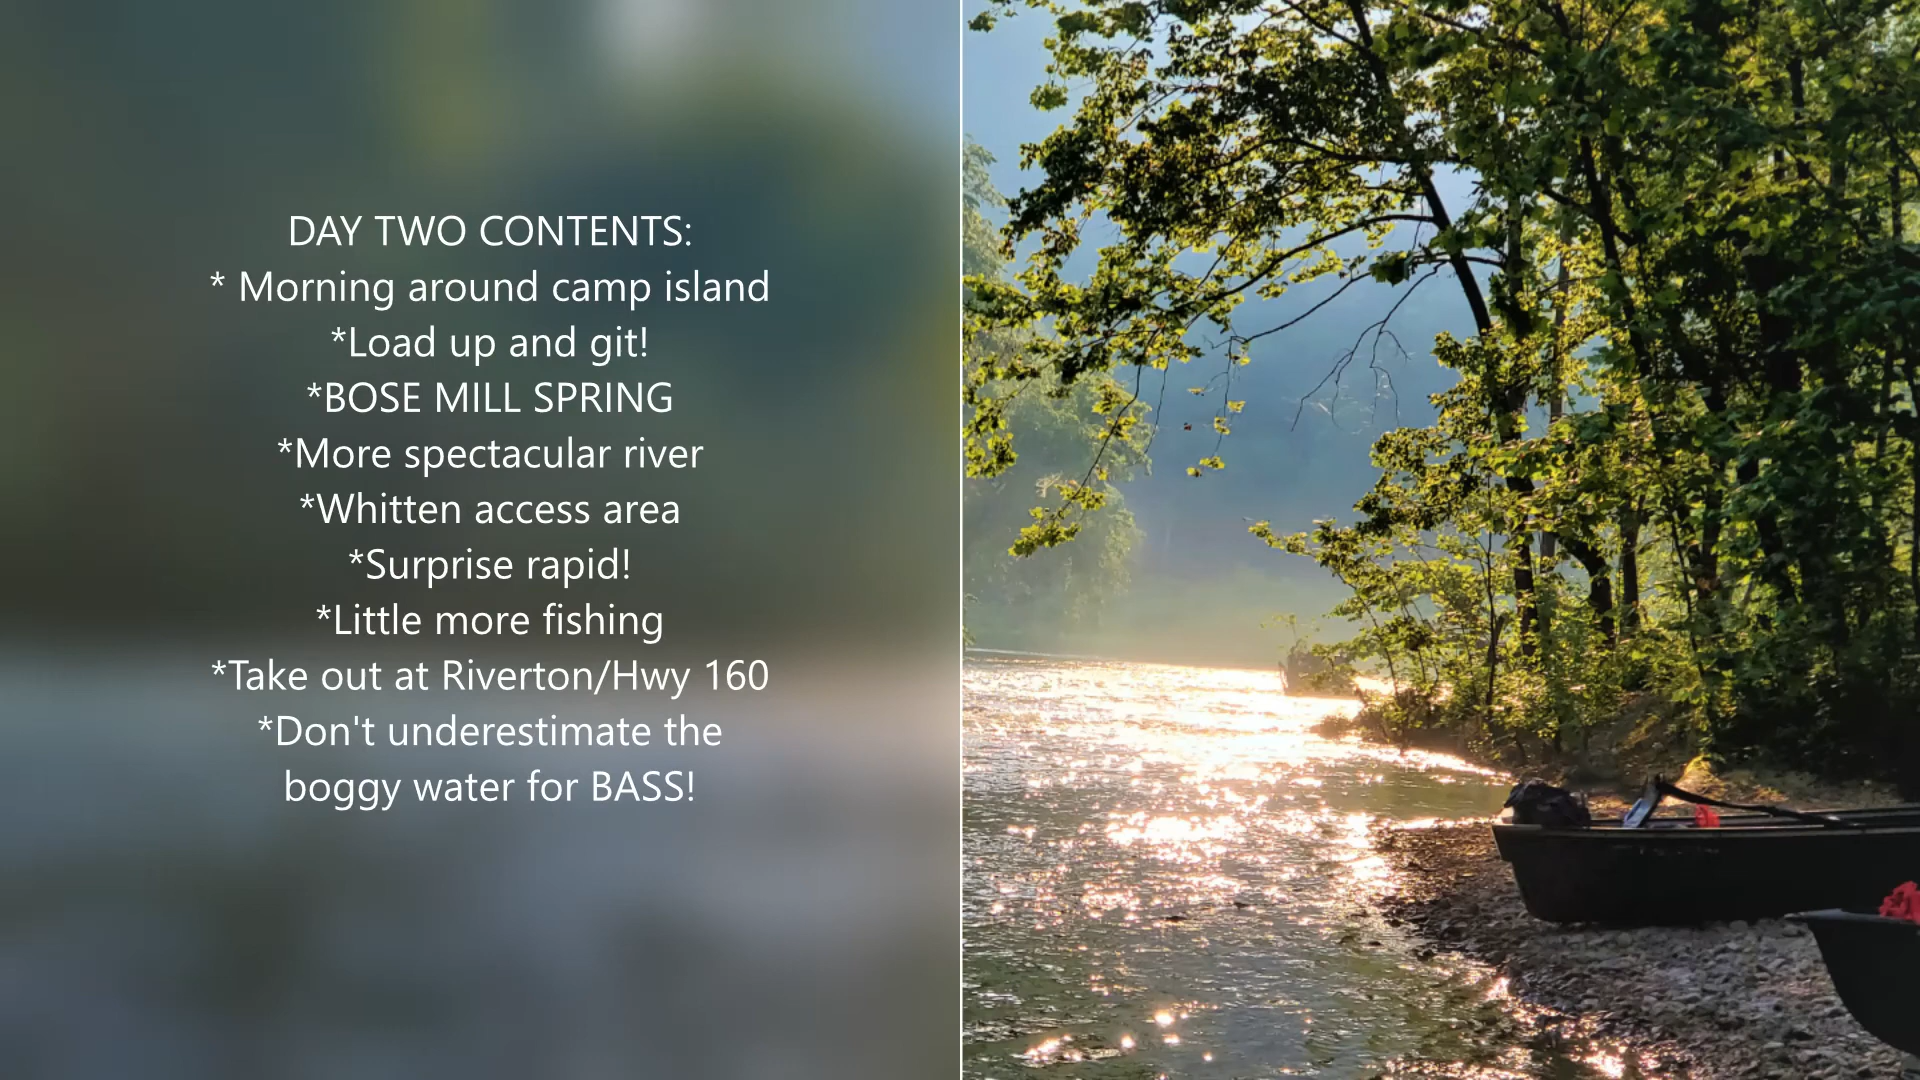 DAY TWO CONTENTS:
* Morning around camp island
*Load up and git!
*BOSE MILL SPRING
*More spectacular river
*Whitten access area
*Surprise rapid!
*Little more fishing
*Take out at Riverton/Hwy 160
*Don't underestimate the
boggy water for BASS!